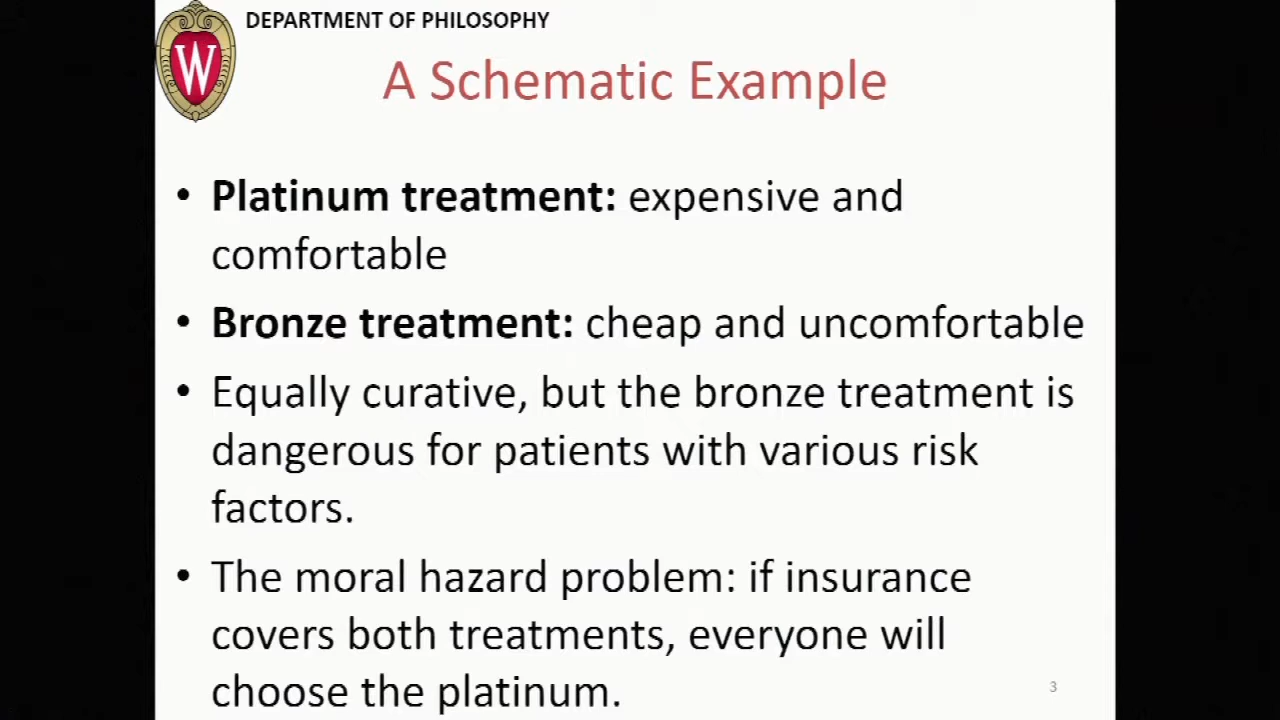 DEPARTMENT OF PHILOSOPHY
W
A Schematic Example
• Platinum treatment: expensive and
comfortable
• Bronze treatment: cheap and uncomfortable
• Equally curative, but the bronze treatment is
dangerous for patients with various risk
factors.
• The moral hazard problem: if insurance
covers both treatments, everyone will
choose the platinum.
3